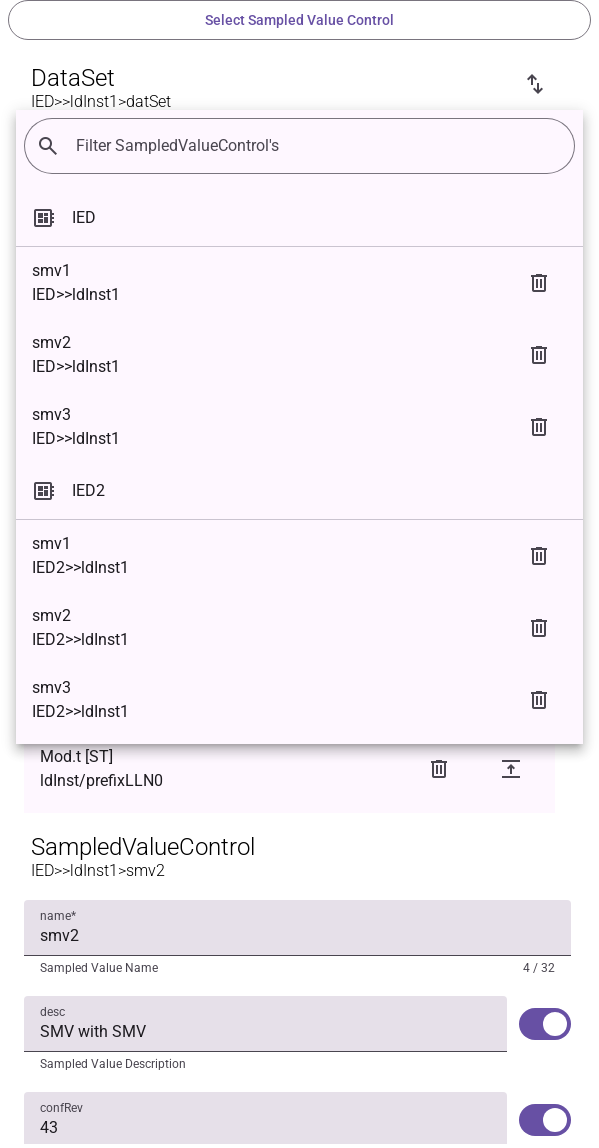 Select Sampled Value Control
DataSet
IED>>ldInst1>datSet
Filter SampledValueControl's
IED
smv1
IED>>ldInst1
smv2
IED>>ldInst1
smv3
IED>>ldInst1
IED2
smv1
IED2>>ldInst1
smv2
IED2>>ldInst1
smv3
IED2>>ldInst1
Mod.t [ST]
ldInst/prefixLLN0
SampledValueControl
IED>>ldInst1>smv2
name*
smv2
Sampled Value Name 4 / 32
desc
SMV with SMV
Sampled Value Description
confRev
43